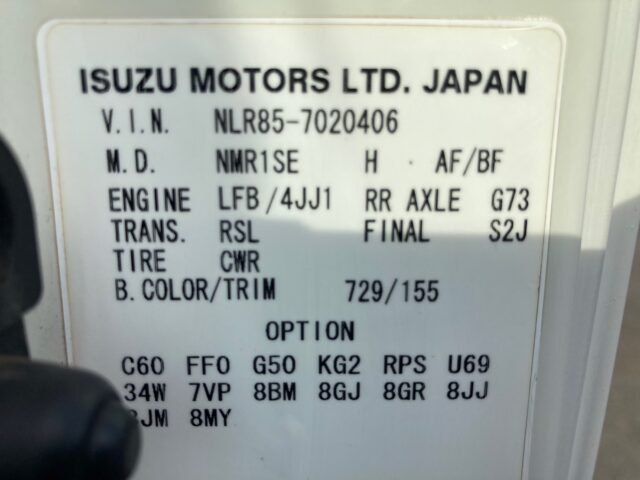 ISUZU MOTORS LTD. JAPAN
V.I.N. NLR85-7020406
M.D. NMR1SE H · AF/BF
ENGINE LFB/4JJ1 RR AXLE G73
TRANS. RSL FINAL S2J
TIRE CWR
B.COLOR/TRIM 729/155
OPTION
C60 FF0 G50 KG2 RPS U69
34W 7VP 8BM 8GJ 8GR 8JJ
8MY